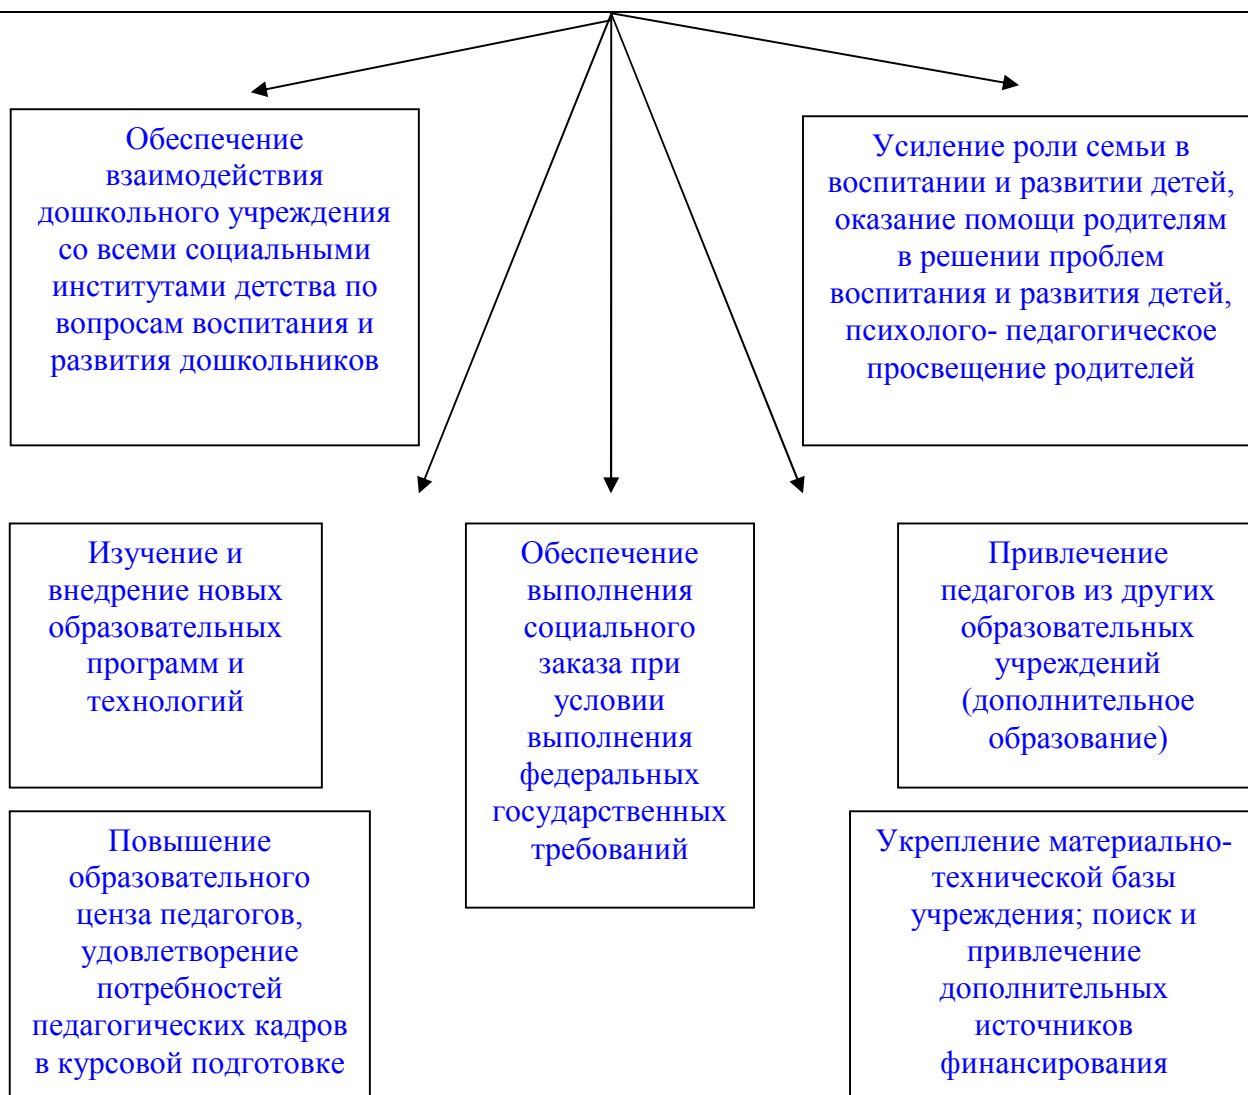 Обеспечение
взаимодействия
дошкольного учреждения
со всеми социальными
институтами детства по
вопросам воспитания и
развития дошкольников
Усиление роли семьи в
воспитании и развитии детей,
оказание помощи родителям
в решении проблем
воспитания и развития детей,
психолого- педагогическое
просвещение родителей
Изучение и
внедрение новых
образовательных
программ и
технологий
Обеспечение
выполнения
социального
заказа при
условии
выполнения
федеральных
государственных
требований
Привлечение
педагогов из других
образовательных
учреждений
(дополнительное
образование)
Повышение
образовательного
ценза педагогов,
удовлетворение
потребностей
педагогических кадров
в курсовой подготовке
Укрепление материально-
технической базы
учреждения; поиск и
привлечение
дополнительных
источников
финансирования